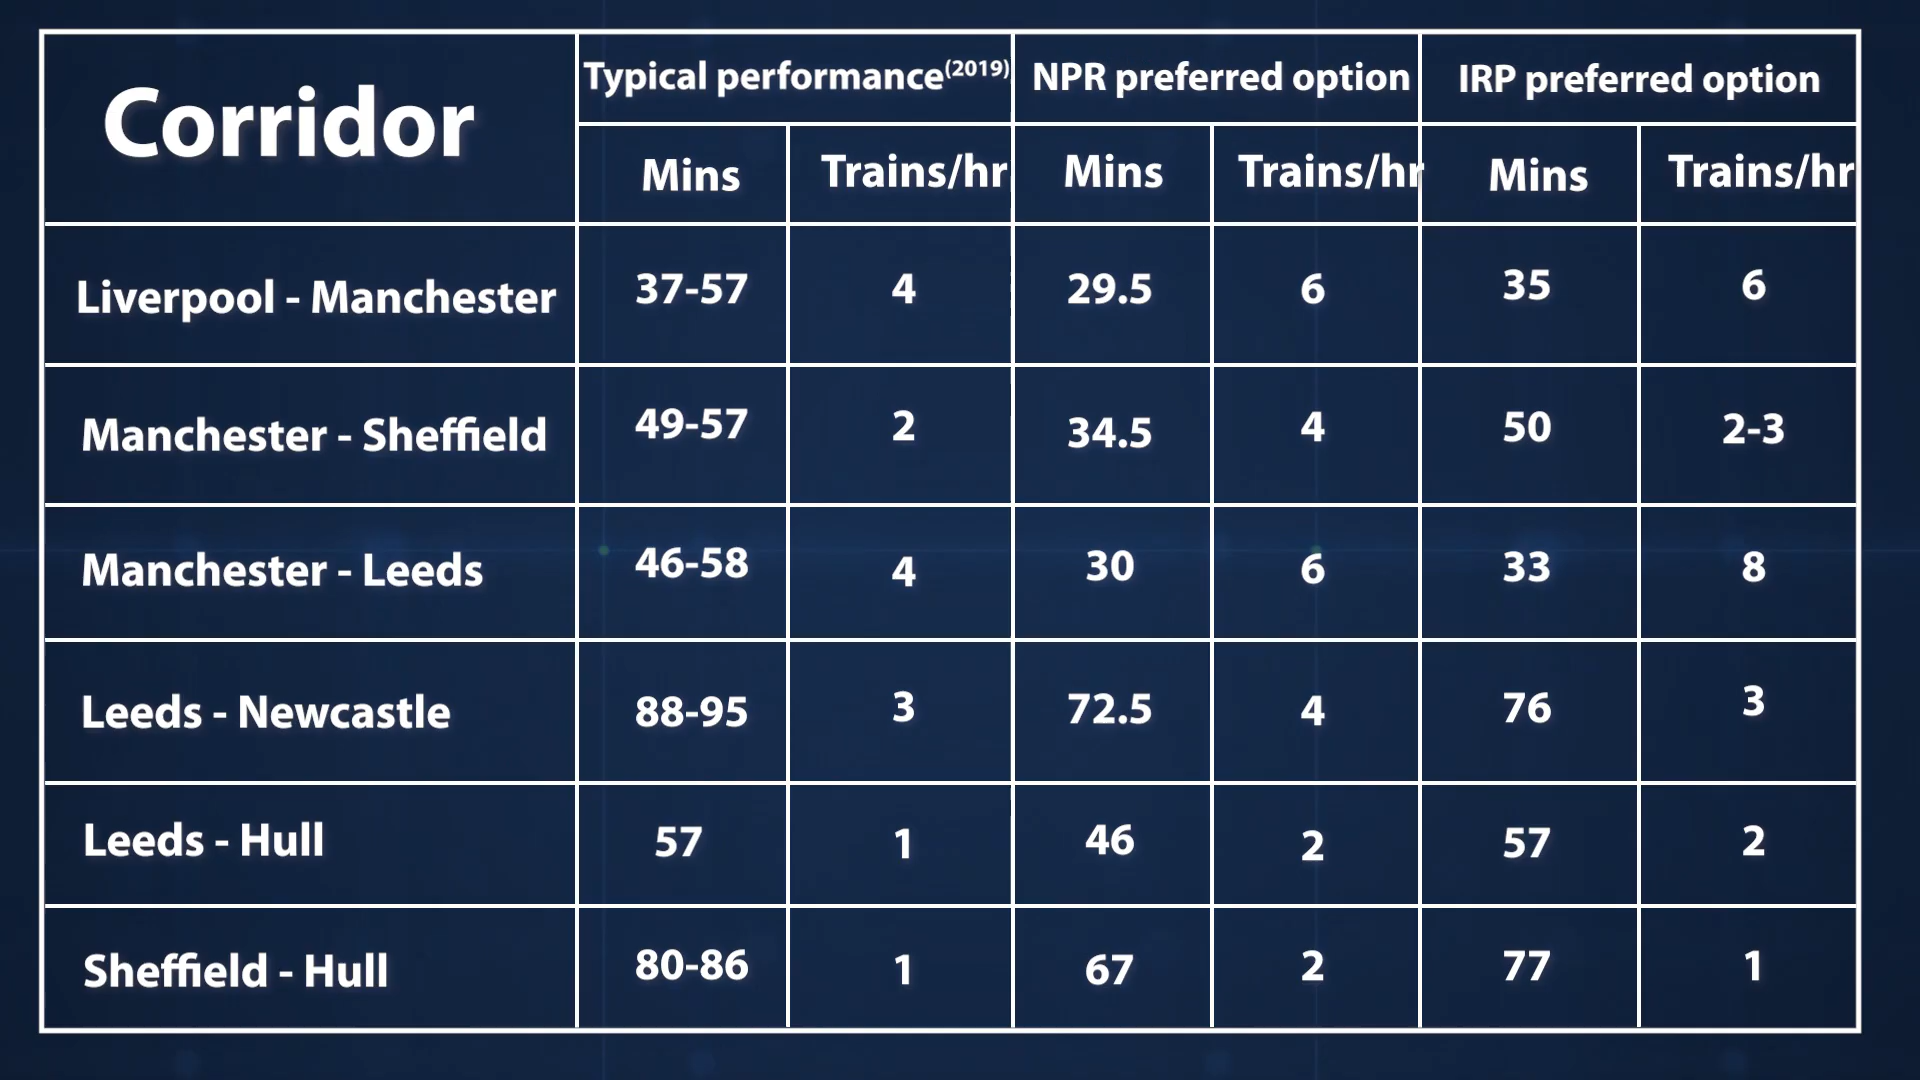 Corridor Typical performance(2019) NPR preferred option IRP preferred option
Mins Trains/hr Mins Trains/hr Mins Trains/hr
Liverpool - Manchester 37-57 4 29.5 6 35 6
Manchester - Sheffield 49-57 2 34.5 4 50 2-3
Manchester - Leeds 46-58 4 30 6 33 8
Leeds - Newcastle 88-95 3 72.5 4 76 3
Leeds - Hull 57 1 46 2 57 2
Sheffield - Hull 80-86 1 67 2 77 1